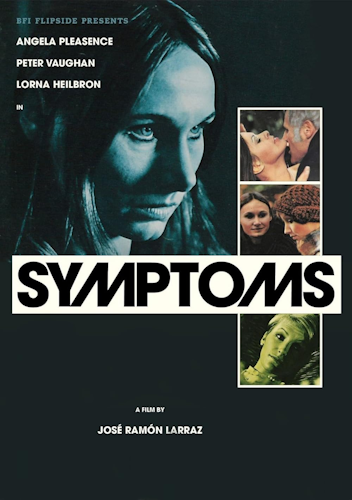 BFI FLIPSIDE PRESENTS
ANGELA PLEASENCE
PETER VAUGHAN
LORNA HEILBRON
IN
SYMPTOMS
A FILM BY
JOSÉ RAMÓN LARRAZ